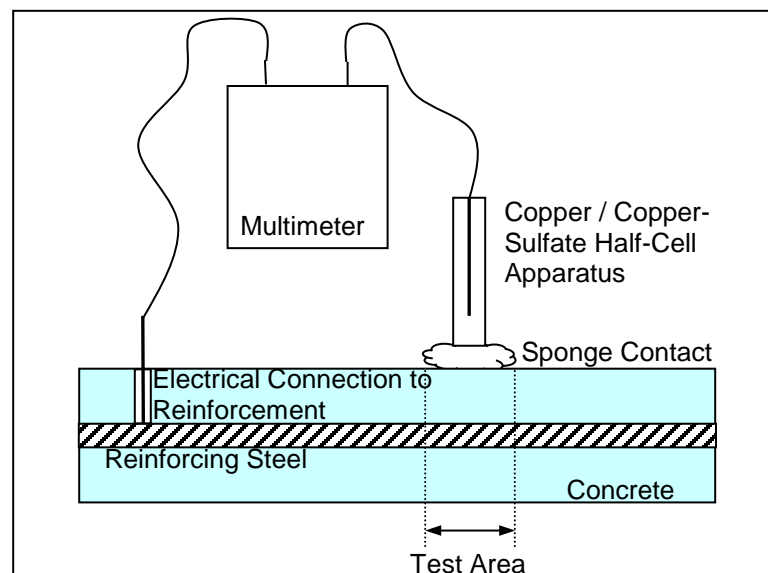 Multimeter
Copper / Copper-
Sulfate Half-Cell
Apparatus
Sponge Contact
Electrical Connection to
Reinforcement
Reinforcing Steel
Concrete
Test Area